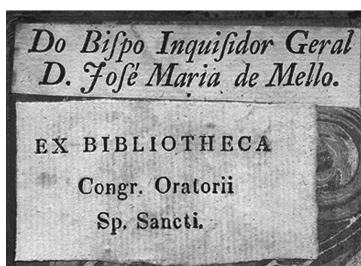 Do Biſpo Inquiſidor Geral
D. Joſé Maria de Mello.
EX BIBLIOTHECA
Congr. Oratorii
Sp. Sancti.